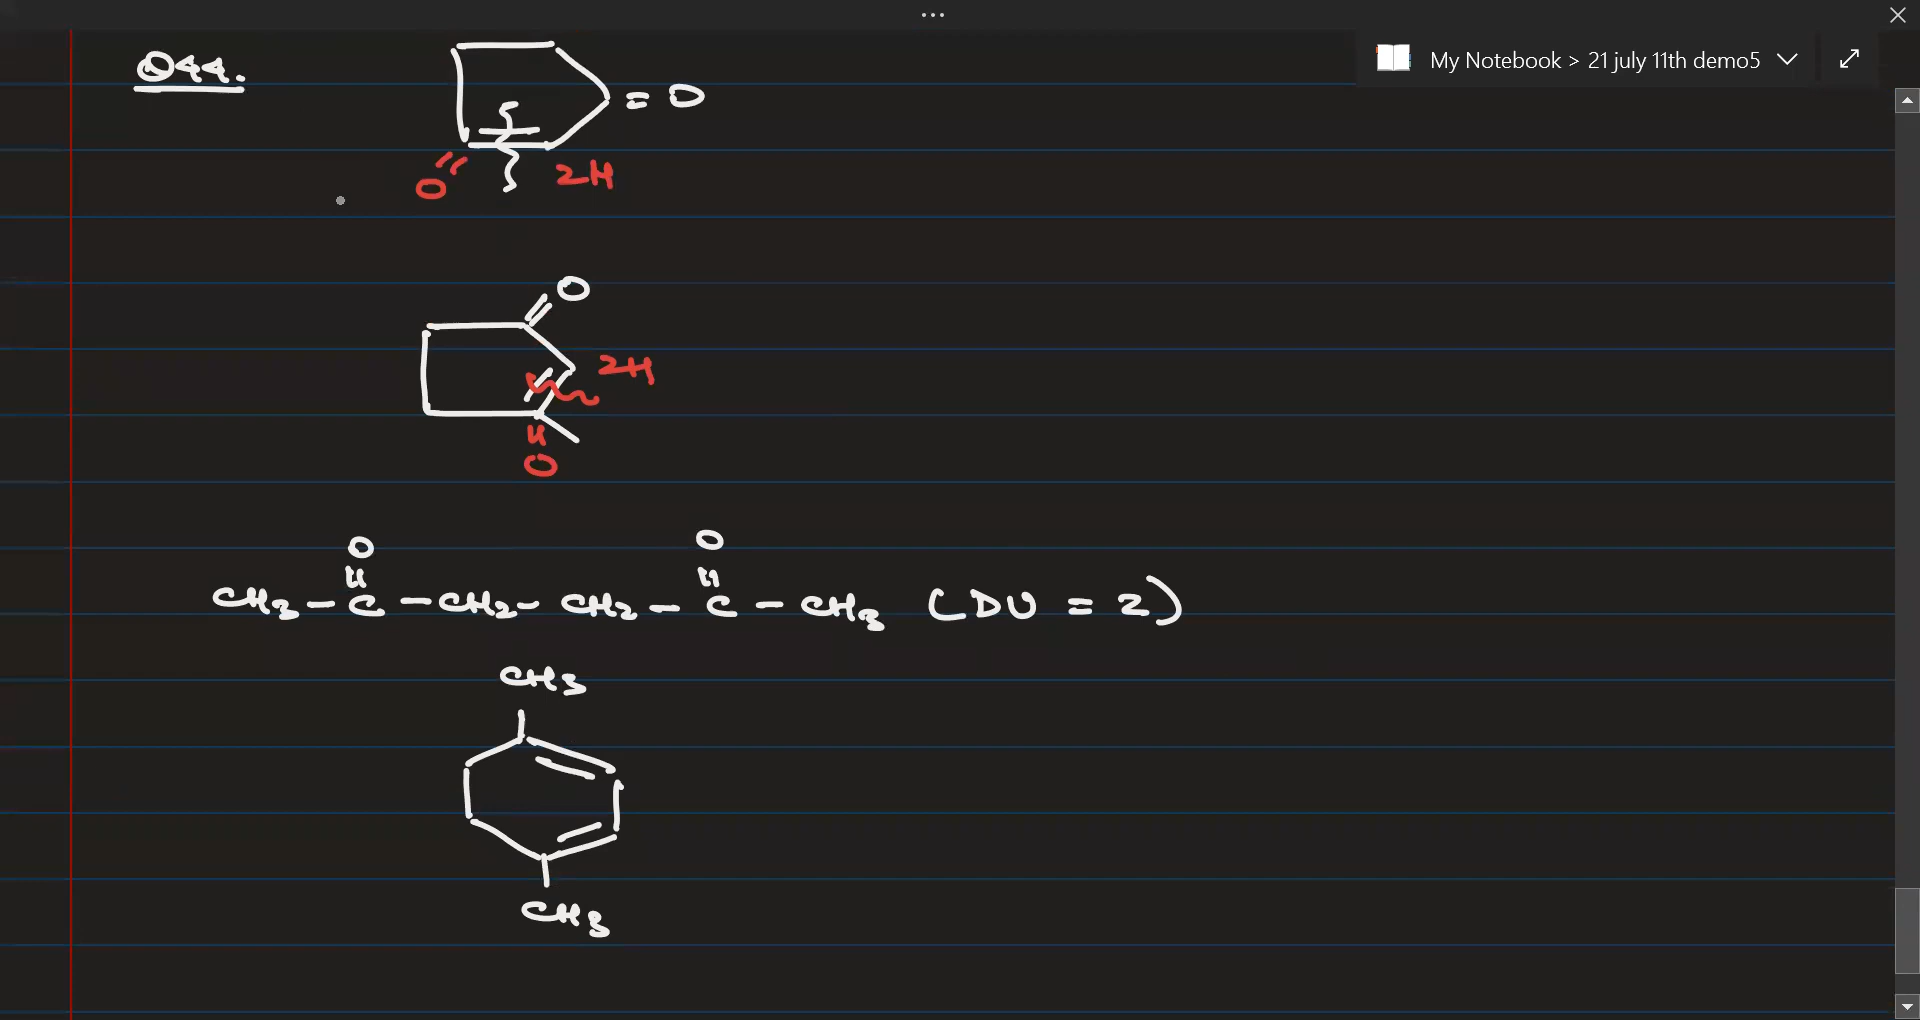 ...
My Notebook > 21 july 11th demo5
Q44.
= O
O 2H
O
2H
O
O O
CH3 - C - CH2 - CH2 - C - CH3 (DU = 2)
CH3
CH3